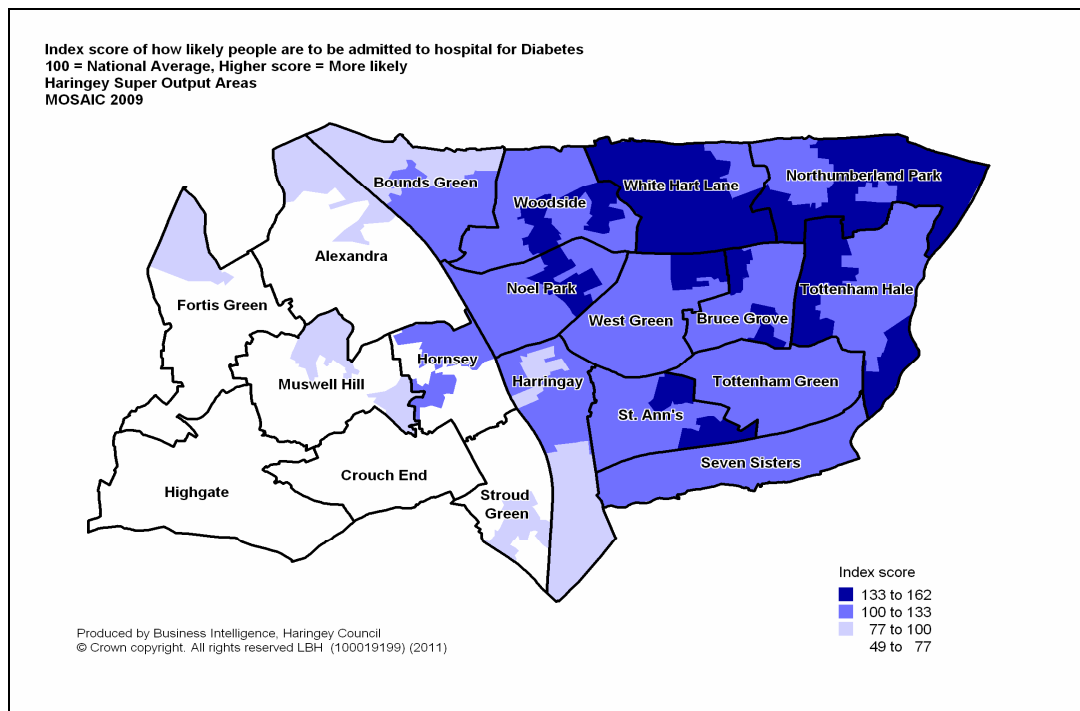 Index score of how likely people are to be admitted to hospital for Diabetes
100 = National Average, Higher score = More likely
Haringey Super Output Areas
MOSAIC 2009
Bounds Green
Woodside
White Hart Lane
Northumberland Park
Alexandra
Fortis Green
Noel Park
Tottenham Hale
West Green
Bruce Grove
Hornsey
Muswell Hill
Harringay
Tottenham Green
St. Ann's
Seven Sisters
Crouch End
Highgate
Stroud
Green
Index score
133 to 162
100 to 133
77 to 100
49 to 77
Produced by Business Intelligence, Haringey Council
© Crown copyright. All rights reserved LBH (100019199) (2011)